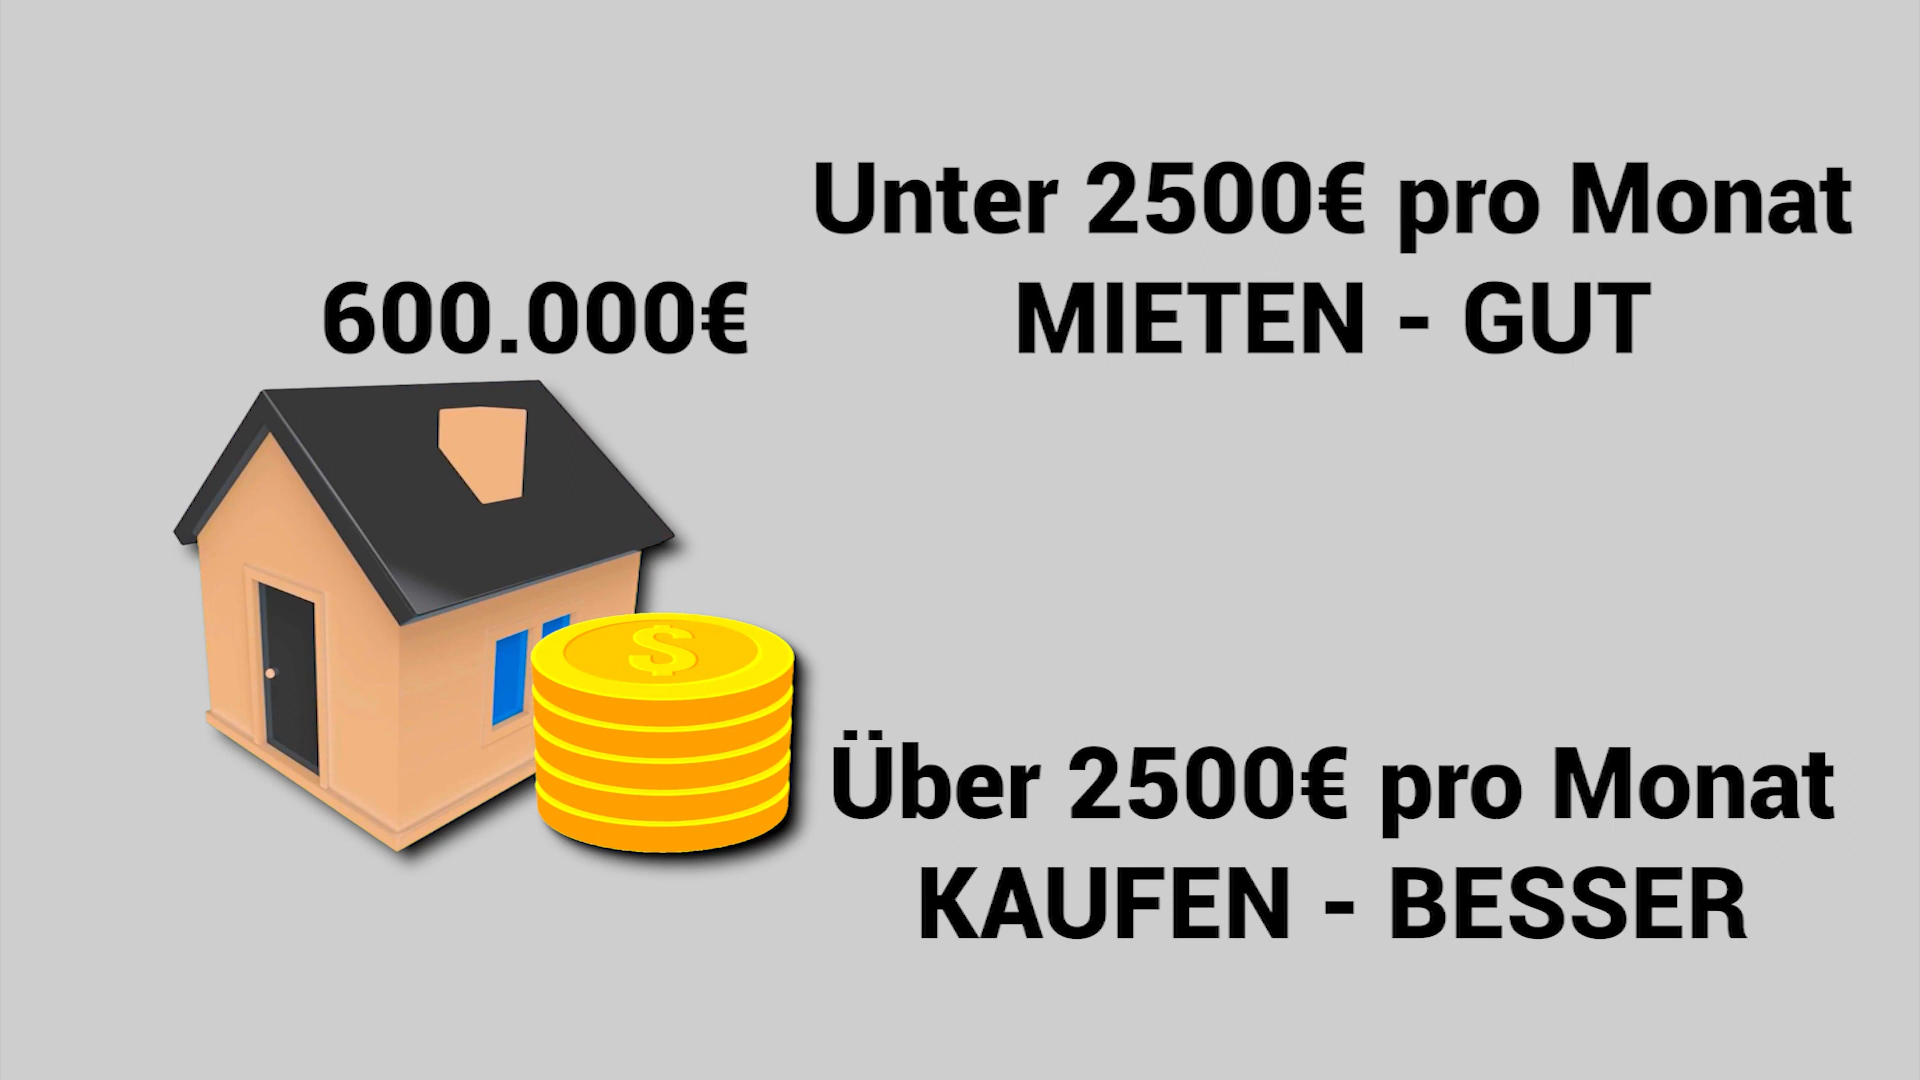 Unter 2500€ pro Monat
MIETEN - GUT
600.000€
$
Über 2500€ pro Monat
KAUFEN - BESSER